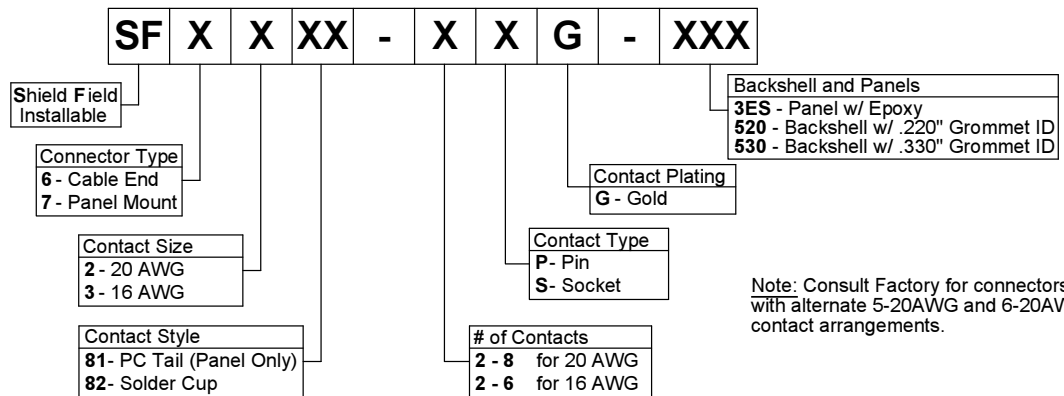 SF X X XX - X X G - XXX
Shield Field
Installable
Connector Type
6 - Cable End
7 - Panel Mount
Contact Size
2 - 20 AWG
3 - 16 AWG
Contact Style
81- PC Tail (Panel Only)
82- Solder Cup
# of Contacts
2 - 8 for 20 AWG
2 - 6 for 16 AWG
Contact Type
P- Pin
S- Socket
Contact Plating
G - Gold
Backshell and Panels
3ES - Panel w/ Epoxy
520 - Backshell w/ .220" Grommet ID
530 - Backshell w/ .330" Grommet ID
Note: Consult Factory for connectors
with alternate 5-20AWG and 6-20AW
contact arrangements.